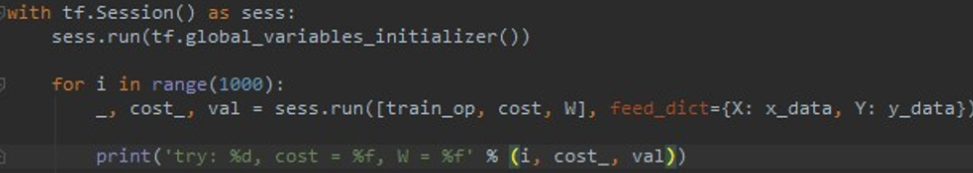 with tf.Session() as sess:
    sess.run(tf.global_variables_initializer())
    for i in range(1000):
        _, cost_, val = sess.run([train_op, cost, W], feed_dict={X: x_data, Y: y_data})
        print('try: %d, cost = %f, W = %f' % (i, cost_, val))